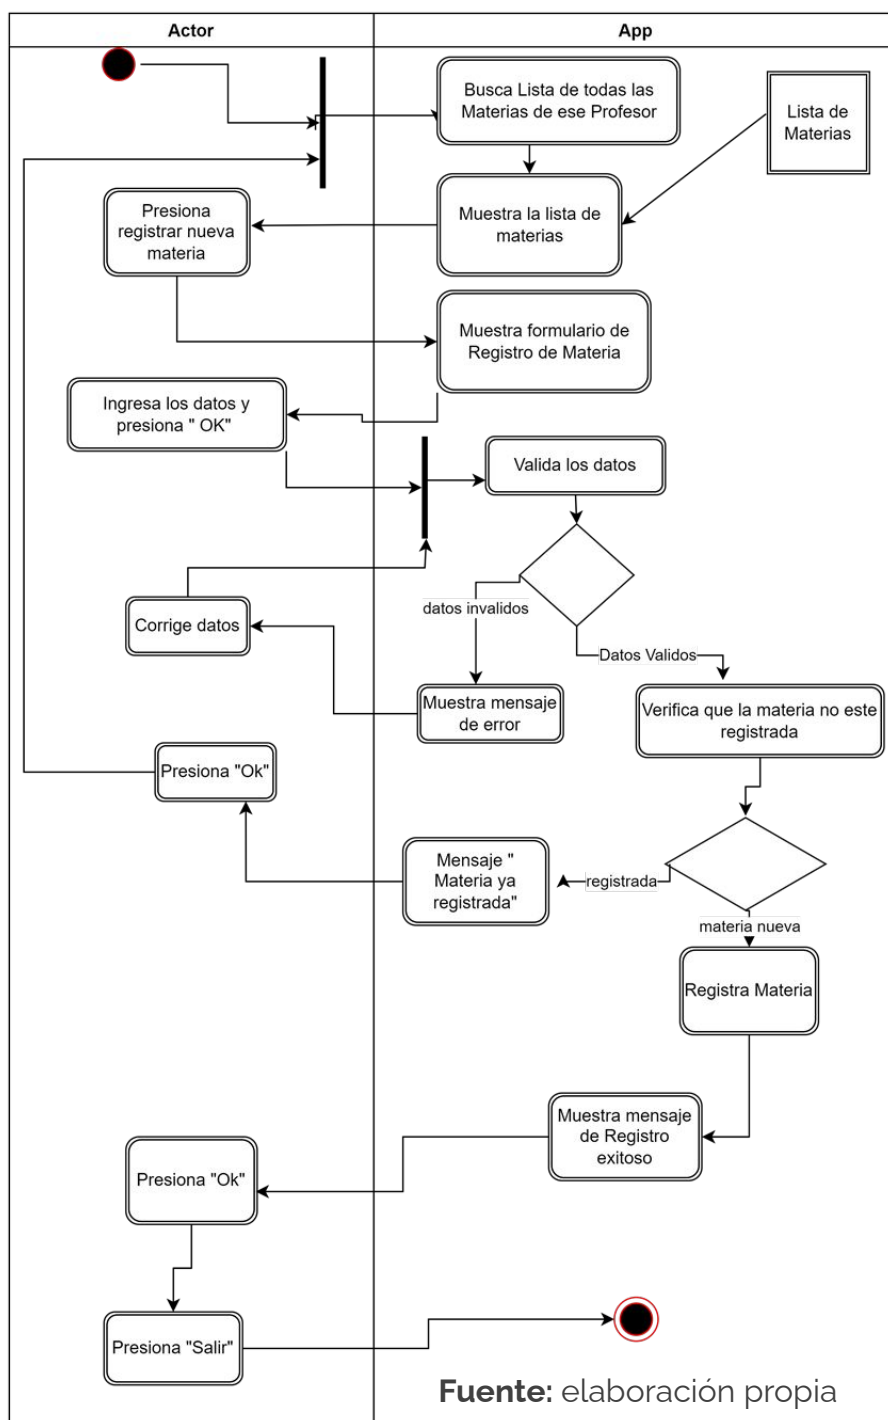 Actor
App
Busca Lista de todas las
Materias de ese Profesor
Lista de
Materias
Presiona
registrar nueva
materia
Muestra la lista de
materias
Muestra formulario de
Registro de Materia
Ingresa los datos y
presiona " OK"
Valida los datos
datos invalidos
Corrige datos
Datos Validos
Muestra mensaje
de error
Verifica que la materia no este
registrada
Presiona "Ok"
Mensaje "
Materia ya
registrada"
registrada
materia nueva
Registra Materia
Muestra mensaje
de Registro
exitoso
Presiona "Ok"
Presiona "Salir"
Fuente: elaboración propia